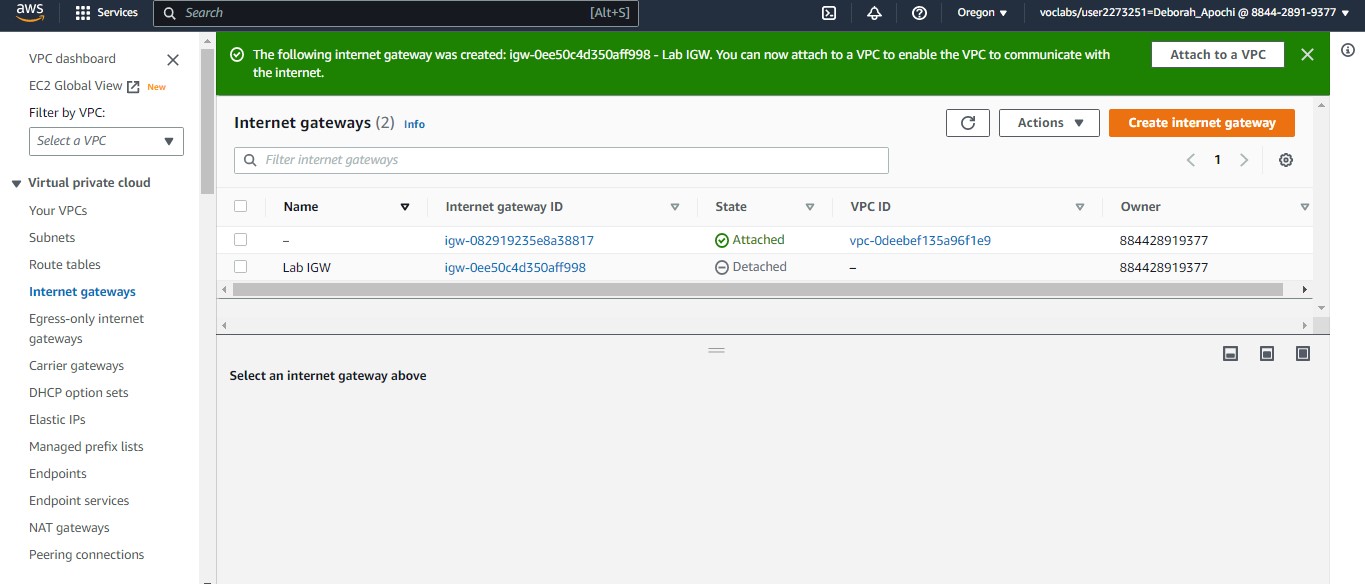 aws
Services
Search
[Alt+S]
Oregon
voclabs/user2273251=Deborah_Apochi @ 8844-2891-9377
VPC dashboard
EC2 Global View New
Filter by VPC:
Select a VPC
Virtual private cloud
Your VPCs
Subnets
Route tables
Internet gateways
Egress-only internet
gateways
Carrier gateways
DHCP option sets
Elastic IPs
Managed prefix lists
Endpoints
Endpoint services
NAT gateways
Peering connections
The following internet gateway was created: igw-0ee50c4d350aff998 - Lab IGW. You can now attach to a VPC to enable the VPC to communicate with
the internet.
Attach to a VPC
Internet gateways (2) Info
Actions
Create internet gateway
Filter internet gateways
1
Name Internet gateway ID State VPC ID Owner
– igw-082919235e8a38817 Attached vpc-0deebef135a96f1e9 884428919377
Lab IGW igw-0ee50c4d350aff998 Detached – 884428919377
Select an internet gateway above